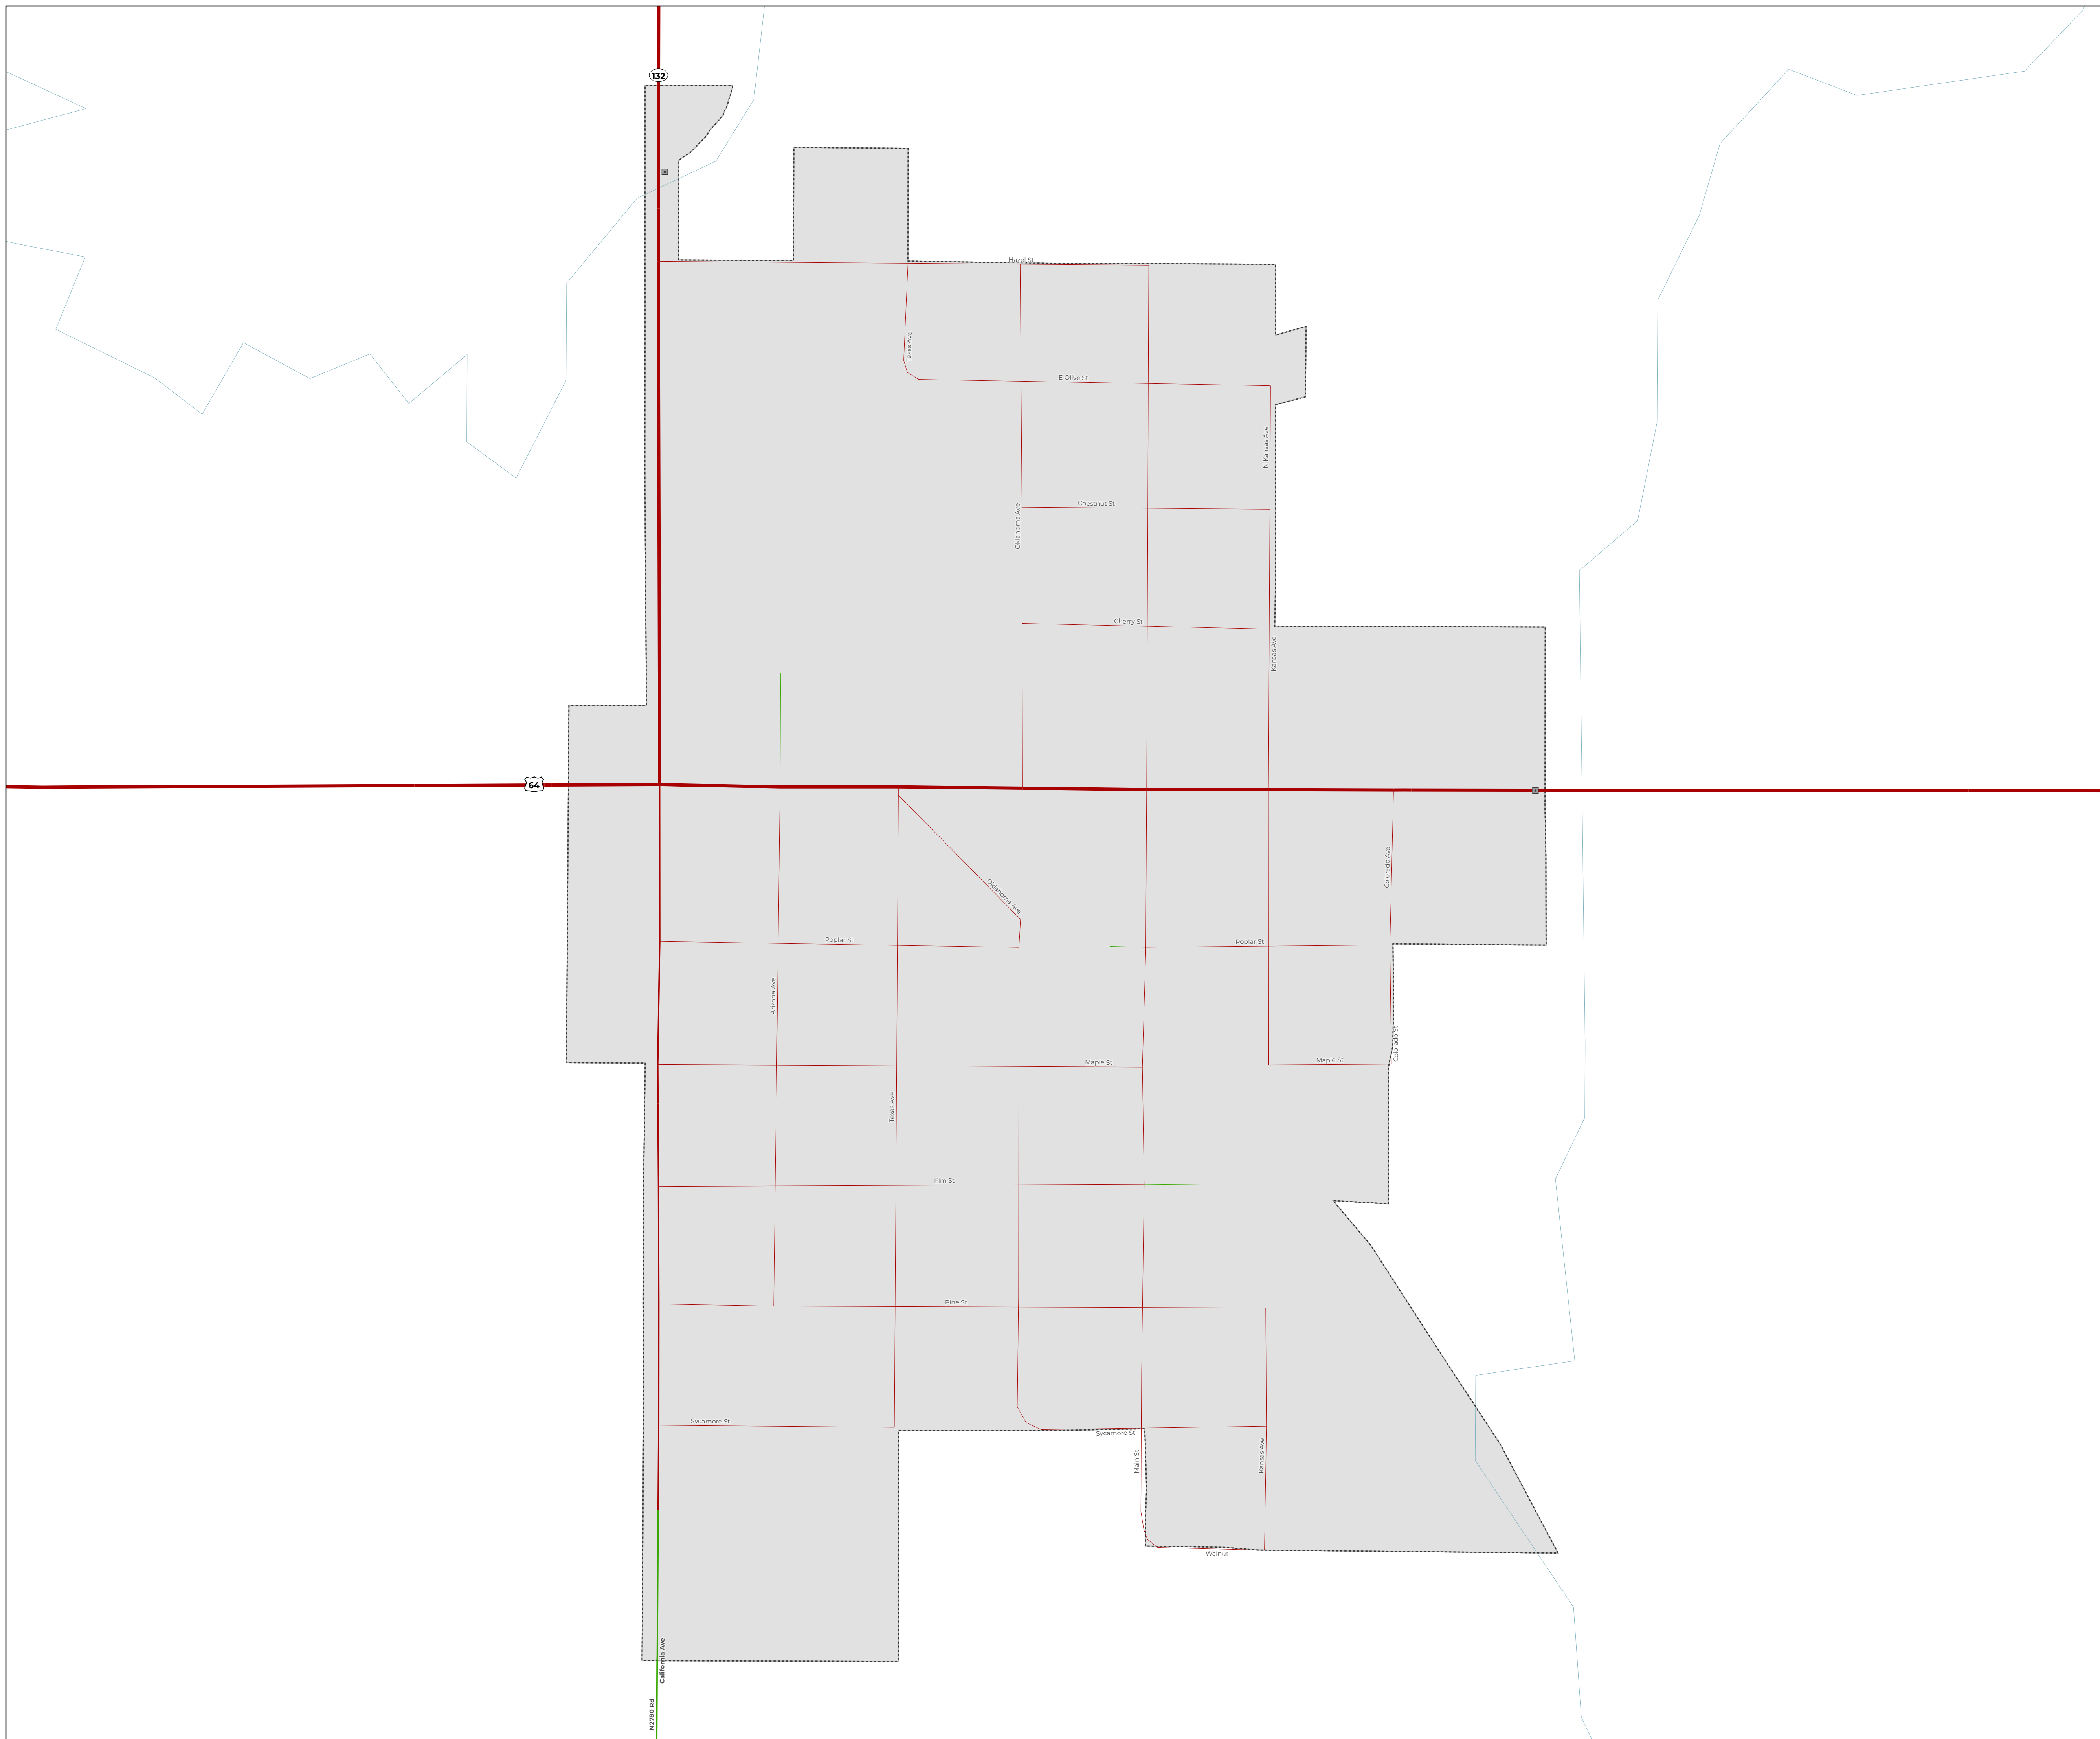 132
Hazel St
Texas Ave
E Olive St
N Kansas Ave
Chestnut St
Oklahoma Ave
Cherry St
Kansas Ave
64
Colorado Ave
Oklahoma Ave
Poplar St
Poplar St
Arizona Ave
Colorado St
Maple St
Maple St
Texas Ave
Elm St
Pine St
Sycamore St
Sycamore St
Main St
Kansas Ave
Walnut
California Ave
N2780 Rd